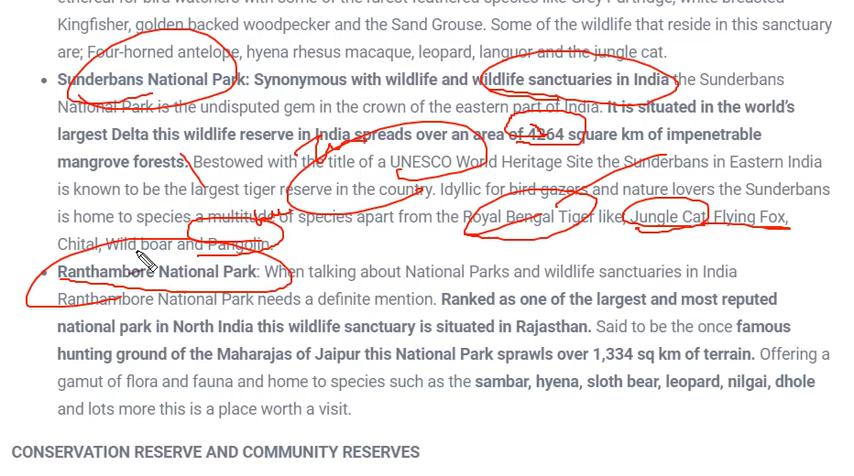 ethereal for bird watchers with some of the rarest feathered species like Grey Partridge, white breasted
Kingfisher, golden backed woodpecker and the Sand Grouse. Some of the wildlife that reside in this sanctuary
are; Four-horned antelope, hyena rhesus macaque, leopard, langur and the jungle cat.
• Sunderbans National Park: Synonymous with wildlife and wildlife sanctuaries in India the Sunderbans
National Park is the undisputed gem in the crown of the eastern part of India. It is situated in the world's
largest Delta this wildlife reserve in India spreads over an area of 4264 square km of impenetrable
mangrove forests. Bestowed with the title of a UNESCO World Heritage Site the Sunderbans in Eastern India
is known to be the largest tiger reserve in the country. Idyllic for bird gazers and nature lovers the Sunderbans
is home to species a multitude of species apart from the Royal Bengal Tiger like, Jungle Cat, Flying Fox,
Chital, Wild boar and Pangolin.
• Ranthambore National Park: When talking about National Parks and wildlife sanctuaries in India
Ranthambore National Park needs a definite mention. Ranked as one of the largest and most reputed
national park in North India this wildlife sanctuary is situated in Rajasthan. Said to be the once famous
hunting ground of the Maharajas of Jaipur this National Park sprawls over 1,334 sq km of terrain. Offering a
gamut of flora and fauna and home to species such as the sambar, hyena, sloth bear, leopard, nilgai, dhole
and lots more this is a place worth a visit.
CONSERVATION RESERVE AND COMMUNITY RESERVES